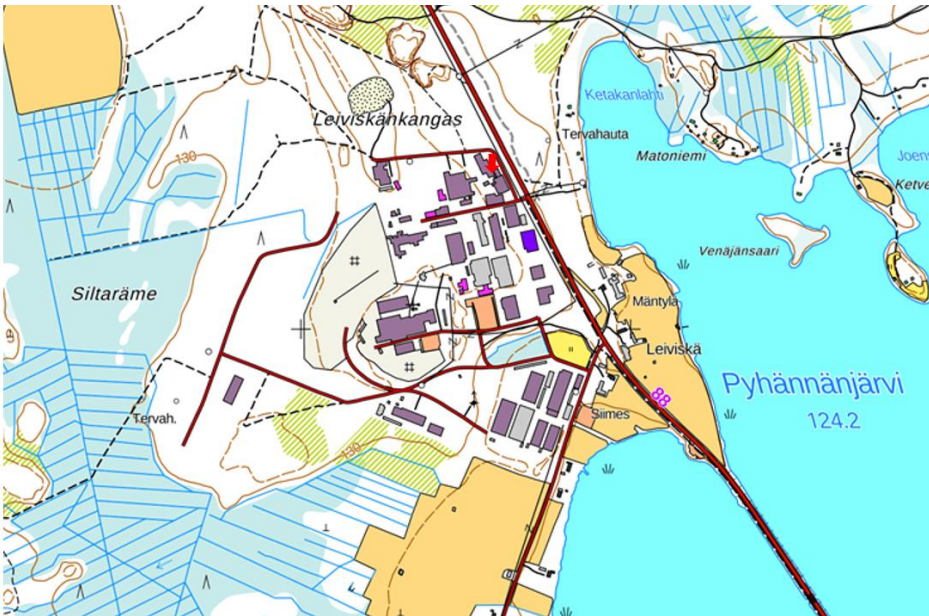 Ketakanlahti
Leiviskänkangas
Tervahauta
130
Matoniemi
Joens
Ketve
Venäjänsaari
Siltaräme
Mäntylä
Leiviskä
Pyhännänjärvi
88
124.2
Siimes
Tervah.
130